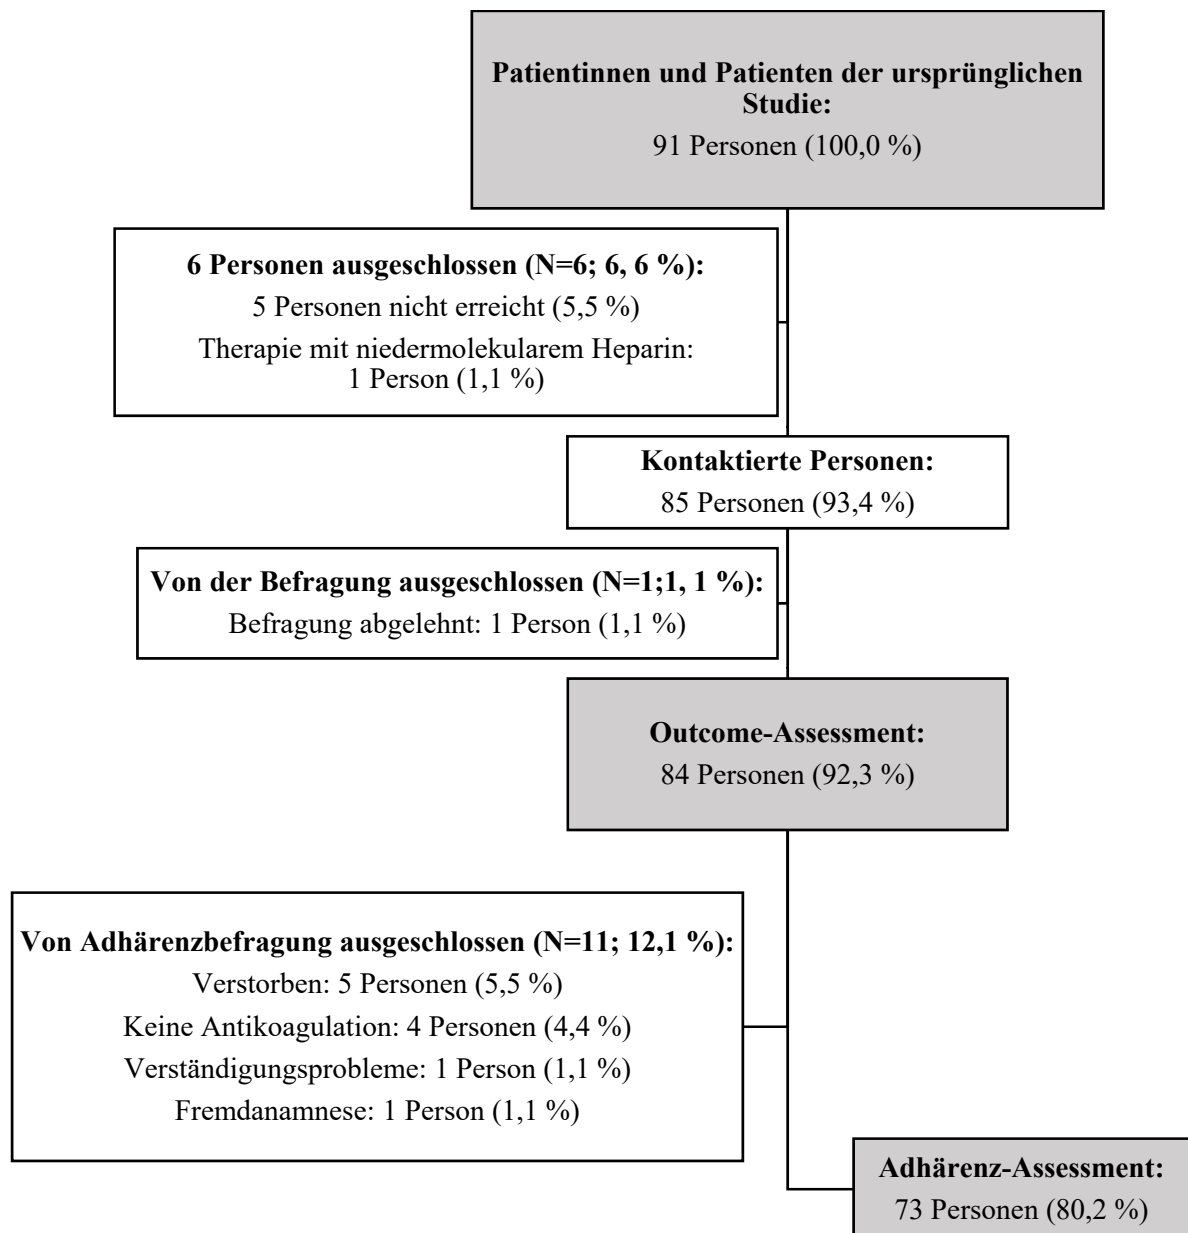 Patientinnen und Patienten der ursprünglichen
Studie:
91 Personen (100,0 %)
6 Personen ausgeschlossen (N=6; 6, 6 %):
5 Personen nicht erreicht (5,5 %)
Therapie mit niedermolekularem Heparin:
1 Person (1,1 %)
Kontaktierte Personen:
85 Personen (93,4 %)
Von der Befragung ausgeschlossen (N=1;1, 1 %):
Befragung abgelehnt: 1 Person (1,1 %)
Outcome-Assessment:
84 Personen (92,3 %)
Von Adhärenzbefragung ausgeschlossen (N=11; 12,1 %):
Verstorben: 5 Personen (5,5 %)
Keine Antikoagulation: 4 Personen (4,4 %)
Verständigungsprobleme: 1 Person (1,1 %)
Fremdanamnese: 1 Person (1,1 %)
Adhärenz-Assessment:
73 Personen (80,2 %)